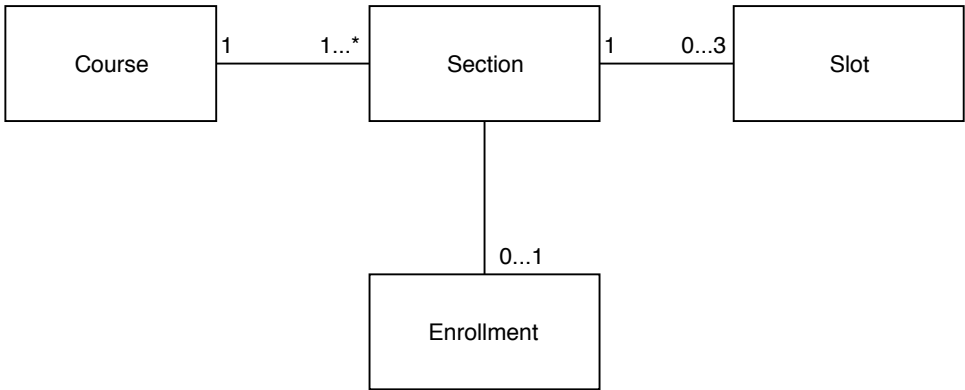 Course
1
1...*
Section
1
0...3
Slot
0...1
Enrollment